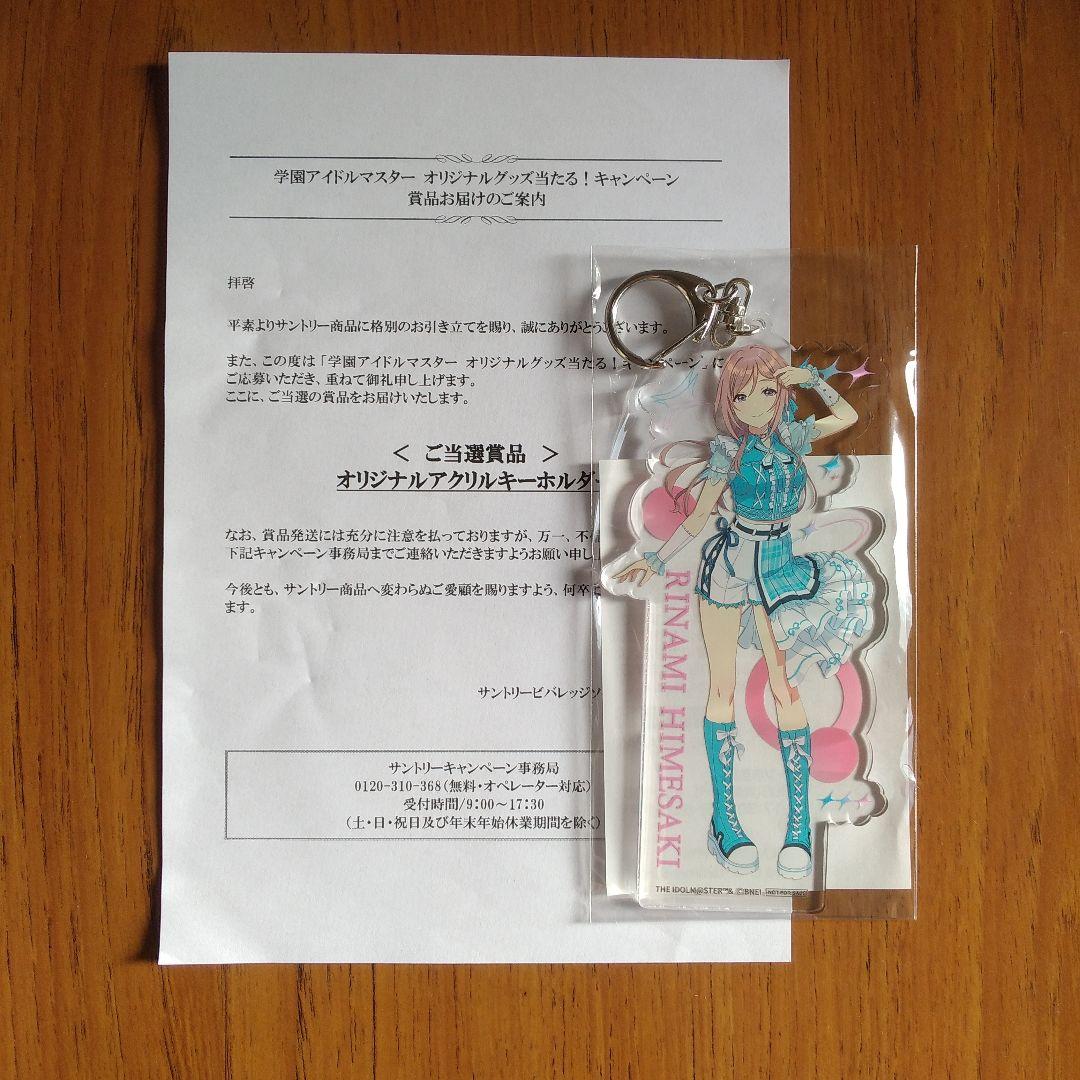 学園アイドルマスター オリジナルグッズ当たる！キャンペーン
賞品お届けのご案内
拝啓
平素よりサントリー商品に格別のお引き立てを賜り、誠にありがとうございます。
また、この度は「学園アイドルマスター オリジナルグッズ当たる！キャンペーン」に
ご応募いただき、重ねて御礼申し上げます。
ここに、ご当選の賞品をお届けいたします。
＜ ご当選賞品 ＞
オリジナルアクリルキーホルダー
なお、賞品発送には充分に注意を払っておりますが、万一、不
下記キャンペーン事務局までご連絡いただきますようお願い申し
今後とも、サントリー商品へ変わらぬご愛顧を賜りますよう、何卒
ます。
サントリービバレッジソ
サントリーキャンペーン事務局
0120-310-368（無料・オペレーター対応）
受付時間/9:00～17:30
（土・日・祝日及び年末年始休業期間を除く）
RINAMI HIMESAKI
THE IDOLM@STER™& ©BNEI NOT FOR SALE